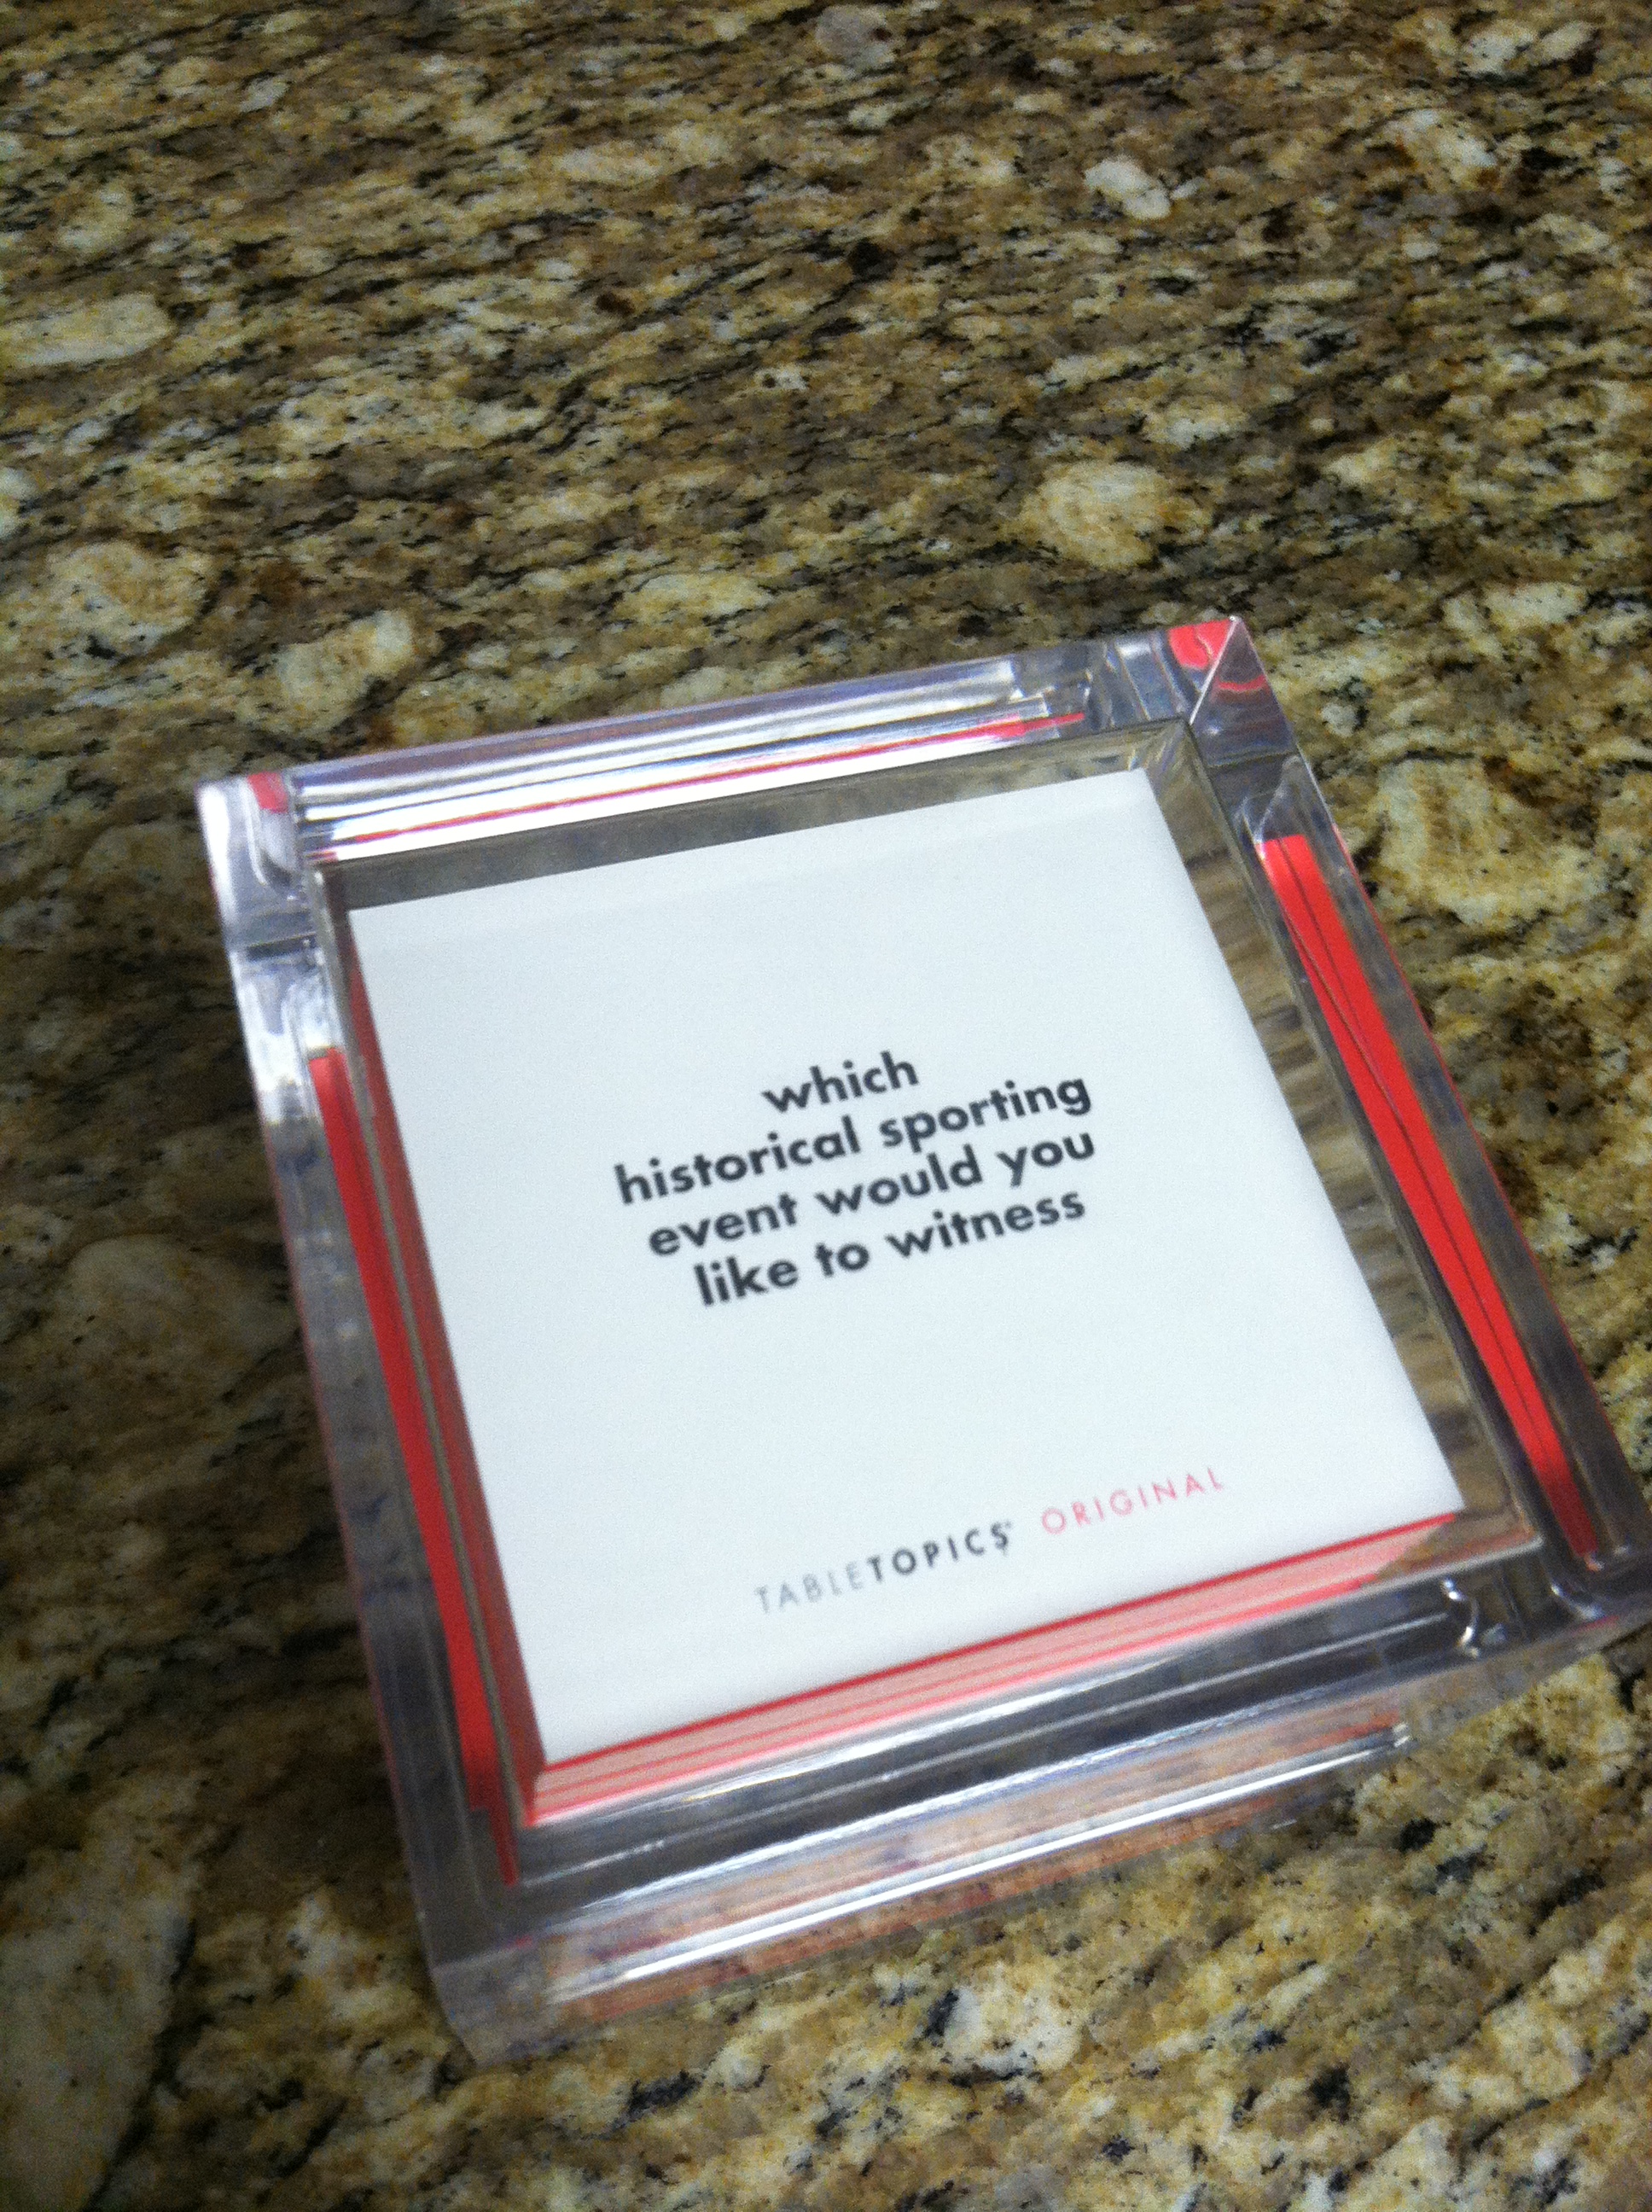 which
historical sporting
event would you
like to witness
TABLETOPICS® ORIGINAL